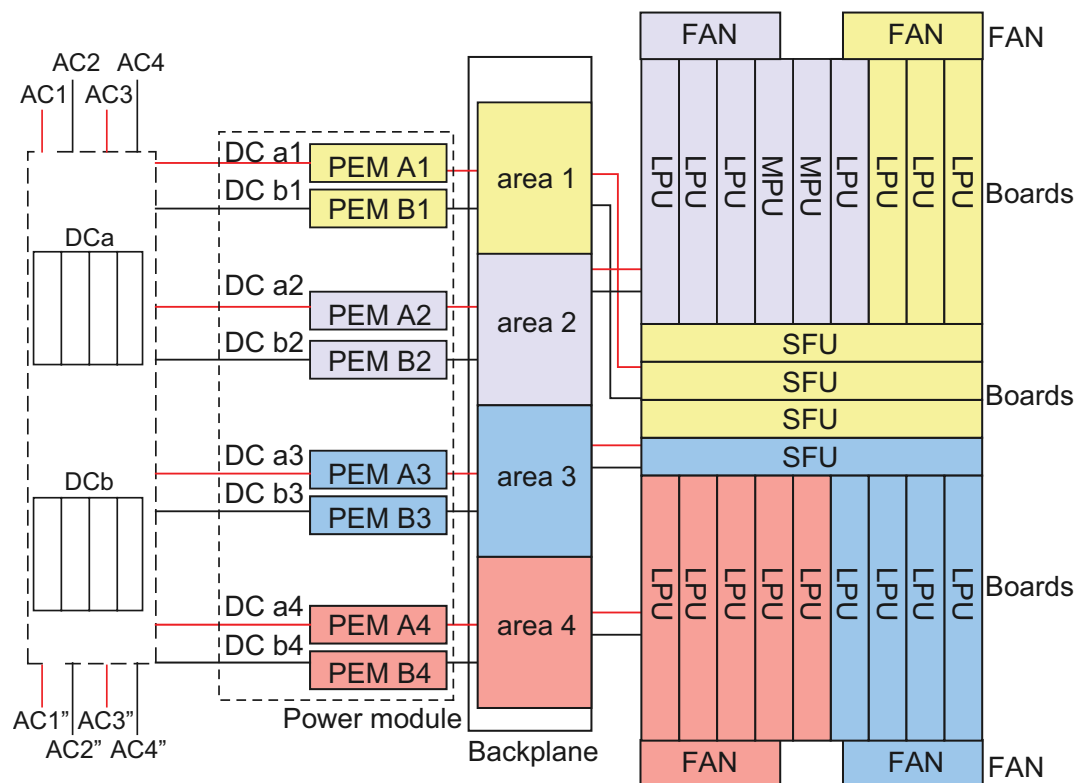 AC2 AC4
AC1 AC3
DCa
DCb
AC1” AC3”
AC2” AC4”
DC a1
DC b1
DC a2
DC b2
DC a3
DC b3
DC a4
DC b4
PEM A1
PEM B1
PEM A2
PEM B2
PEM A3
PEM B3
PEM A4
PEM B4
Power module
area 1
area 2
area 3
area 4
Backplane
FAN FAN FAN
LPU LPU LPU MPU MPU LPU LPU LPU LPU Boards
SFU
SFU
SFU
SFU
Boards
LPU LPU LPU LPU LPU LPU LPU LPU LPU Boards
FAN FAN FAN